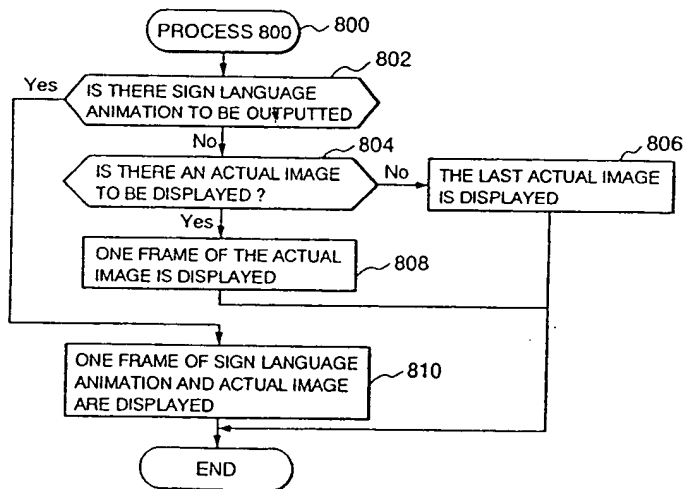 PROCESS 800
800
802
Yes
IS THERE SIGN LANGUAGE
ANIMATION TO BE OUTPUTTED
No
804
IS THERE AN ACTUAL IMAGE
TO BE DISPLAYED ?
No
806
THE LAST ACTUAL IMAGE
IS DISPLAYED
Yes
ONE FRAME OF THE ACTUAL
IMAGE IS DISPLAYED
808
ONE FRAME OF SIGN LANGUAGE
ANIMATION AND ACTUAL IMAGE
ARE DISPLAYED
810
END